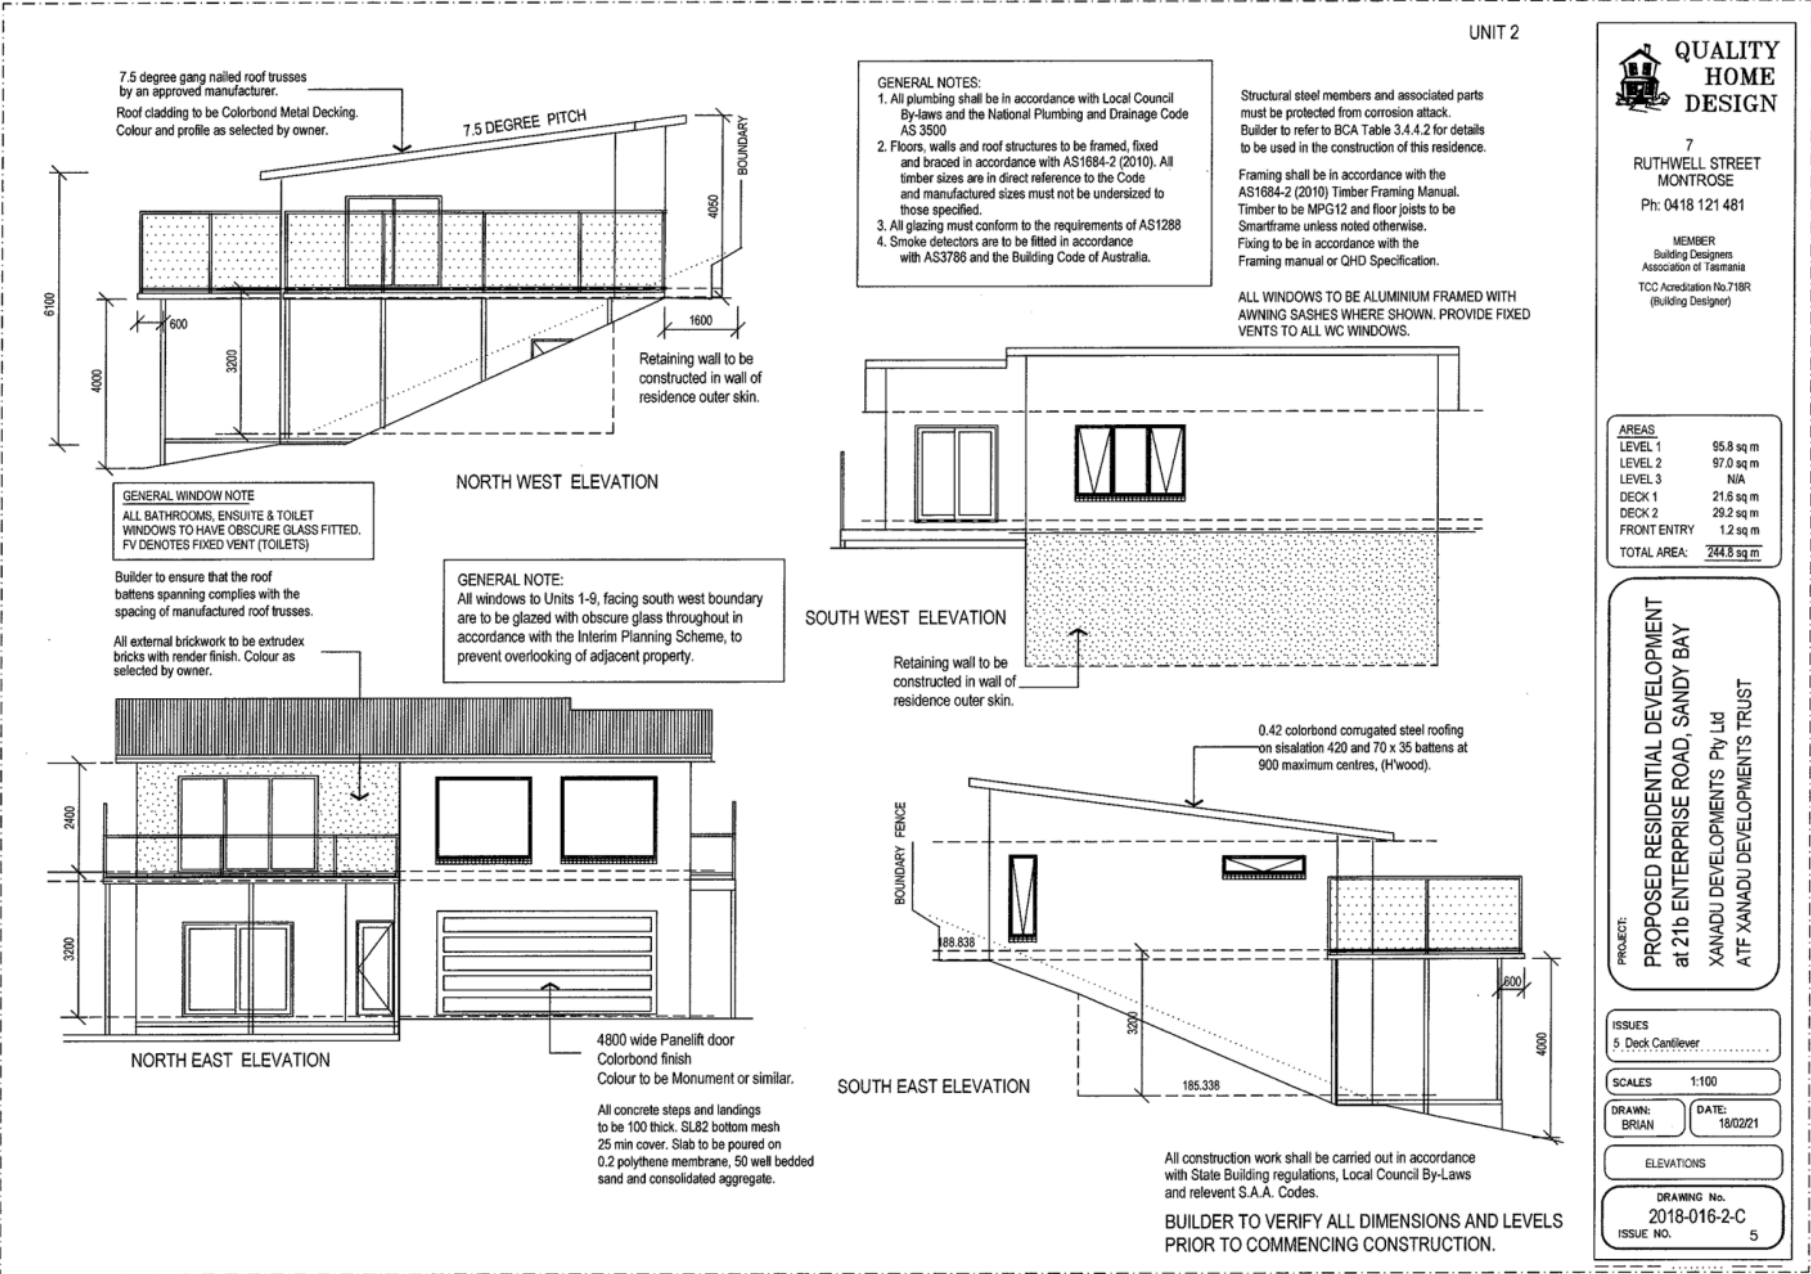 UNIT 2
7.5 degree gang nailed roof trusses
by an approved manufacturer.
Roof cladding to be Colorbond Metal Decking.
Colour and profile as selected by owner.
7.5 DEGREE PITCH
BOUNDARY
4050
6100
600
3200
4000
1600
Retaining wall to be
constructed in wall of
residence outer skin.
NORTH WEST ELEVATION
GENERAL NOTES:
1. All plumbing shall be in accordance with Local Council
By-laws and the National Plumbing and Drainage Code
AS 3500
2. Floors, walls and roof structures to be framed, fixed
and braced in accordance with AS1684-2 (2010). All
timber sizes are in direct reference to the Code
and manufactured sizes must not be undersized to
those specified.
3. All glazing must conform to the requirements of AS1288
4. Smoke detectors are to be fitted in accordance
with AS3786 and the Building Code of Australia.
Structural steel members and associated parts
must be protected from corrosion attack.
Builder to refer to BCA Table 3.4.4.2 for details
to be used in the construction of this residence.
Framing shall be in accordance with the
AS1684-2 (2010) Timber Framing Manual.
Timber to be MPG12 and floor joists to be
Smartframe unless noted otherwise.
Fixing to be in accordance with the
Framing manual or QHD Specification.
ALL WINDOWS TO BE ALUMINIUM FRAMED WITH
AWNING SASHES WHERE SHOWN. PROVIDE FIXED
VENTS TO ALL WC WINDOWS.
GENERAL WINDOW NOTE
ALL BATHROOMS, ENSUITE & TOILET
WINDOWS TO HAVE OBSCURE GLASS FITTED.
FV DENOTES FIXED VENT (TOILETS)
Builder to ensure that the roof
battens spanning complies with the
spacing of manufactured roof trusses.
All external brickwork to be extrudex
bricks with render finish. Colour as
selected by owner.
GENERAL NOTE:
All windows to Units 1-9, facing south west boundary
are to be glazed with obscure glass throughout in
accordance with the Interim Planning Scheme, to
prevent overlooking of adjacent property.
SOUTH WEST ELEVATION
Retaining wall to be
constructed in wall of
residence outer skin.
2400
3200
NORTH EAST ELEVATION
4800 wide Panelift door
Colorbond finish
Colour to be Monument or similar.
All concrete steps and landings
to be 100 thick. SL82 bottom mesh
25 min cover. Slab to be poured on
0.2 polythene membrane, 50 well bedded
sand and consolidated aggregate.
0.42 colorbond corrugated steel roofing
on sisalation 420 and 70 x 35 battens at
900 maximum centres, (H'wood).
BOUNDARY FENCE
188.838
3200
185.338
600
4000
SOUTH EAST ELEVATION
All construction work shall be carried out in accordance
with State Building regulations, Local Council By-Laws
and relevent S.A.A. Codes.
BUILDER TO VERIFY ALL DIMENSIONS AND LEVELS
PRIOR TO COMMENCING CONSTRUCTION.
QUALITY
HOME
DESIGN
7
RUTHWELL STREET
MONTROSE
Ph: 0418 121 481
MEMBER
Building Designers
Association of Tasmania
TCC Acreditation No.718R
(Building Designer)
AREAS
LEVEL 1 95.8 sq m
LEVEL 2 97.0 sq m
LEVEL 3 N/A
DECK 1 21.6 sq m
DECK 2 29.2 sq m
FRONT ENTRY 1.2 sq m
TOTAL AREA: 244.8 sq m
PROJECT:
PROPOSED RESIDENTIAL DEVELOPMENT
at 21b ENTERPRISE ROAD, SANDY BAY
XANADU DEVELOPMENTS Pty Ltd
ATF XANADU DEVELOPMENTS TRUST
ISSUES
5 Deck Cantilever
SCALES 1:100
DRAWN:
BRIAN
DATE:
18/02/21
ELEVATIONS
DRAWING No.
2018-016-2-C
ISSUE NO. 5